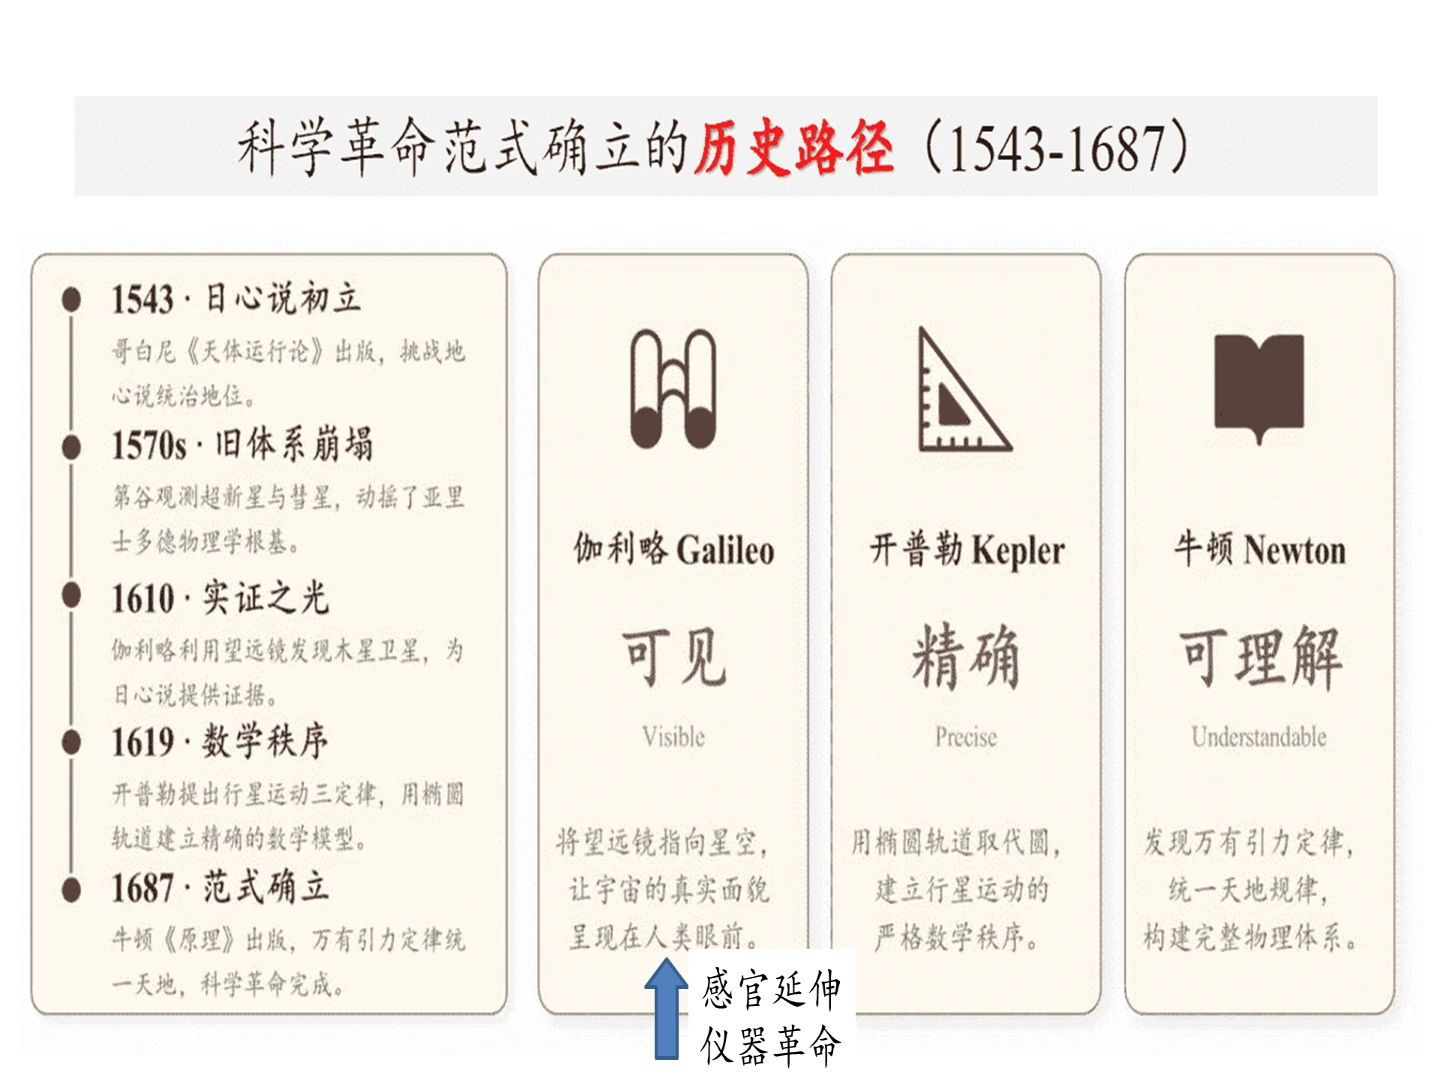 科学革命范式确立的历史路径（1543-1687）
1543 · 日心说初立
哥白尼《天体运行论》出版，挑战地
心说统治地位。
1570s · 旧体系崩塌
第谷观测超新星与彗星，动摇了亚里
士多德物理学根基。
1610 · 实证之光
伽利略利用望远镜发现木星卫星，为
日心说提供证据。
1619 · 数学秩序
开普勒提出行星运动三定律，用椭圆
轨道建立精确的数学模型。
1687 · 范式确立
牛顿《原理》出版，万有引力定律统
一天地，科学革命完成。
伽利略 Galileo
可见
Visible
将望远镜指向星空，
让宇宙的真实面貌
呈现在人类眼前。
感官延伸
仪器革命
开普勒 Kepler
精确
Precise
用椭圆轨道取代圆，
建立行星运动的
严格数学秩序。
牛顿 Newton
可理解
Understandable
发现万有引力定律，
统一天地规律，
构建完整物理体系。